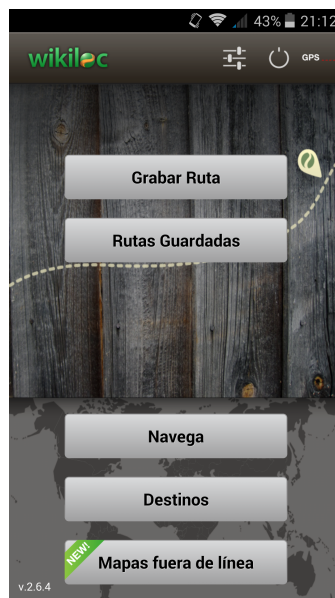 43% 21:12
wikiloc
GPS
Grabar Ruta
Rutas Guardadas
Navega
Destinos
NEW!
Mapas fuera de línea
v.2.6.4